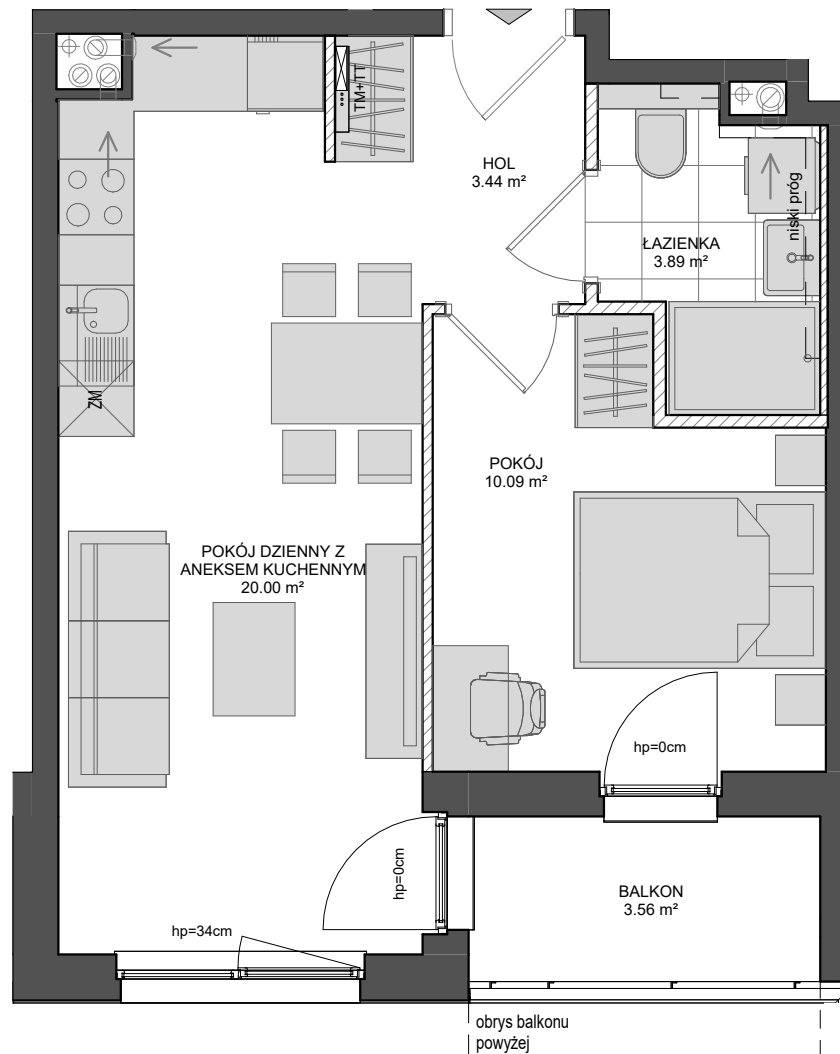 TM+TT
HOL
3.44 m²
niski próg
ŁAZIENKA
3.89 m²
ZM
POKÓJ
10.09 m²
POKÓJ DZIENNY Z
ANEKSEM KUCHENNYM
20.00 m²
hp=0cm
hp=0cm
BALKON
3.56 m²
hp=34cm
obrys balkonu
powyżej